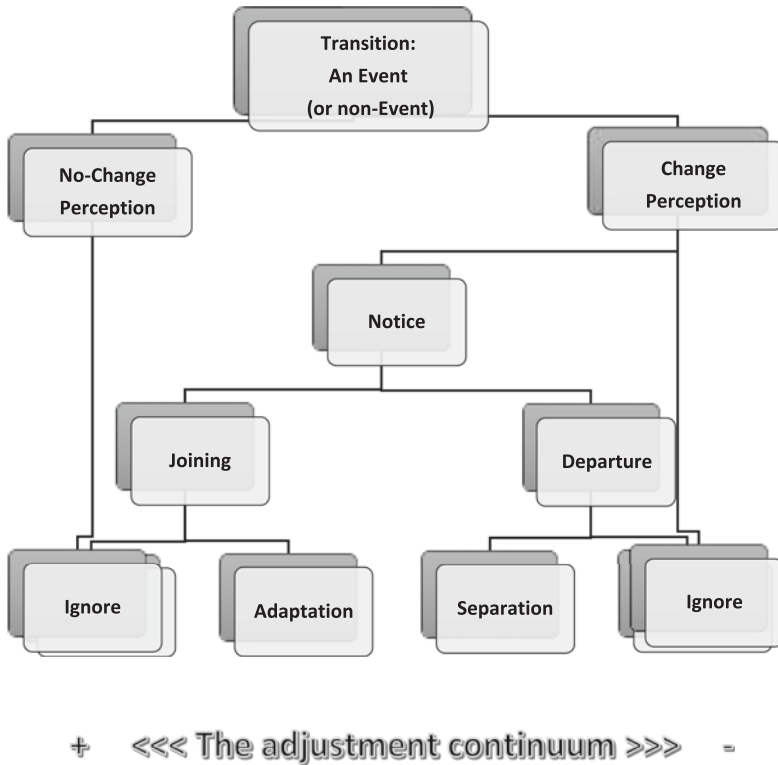 Transition:
An Event
(or non-Event)
No-Change
Perception
Change
Perception
Notice
Joining
Departure
Ignore
Adaptation
Separation
Ignore
+ <<< The adjustment continuum >>> -